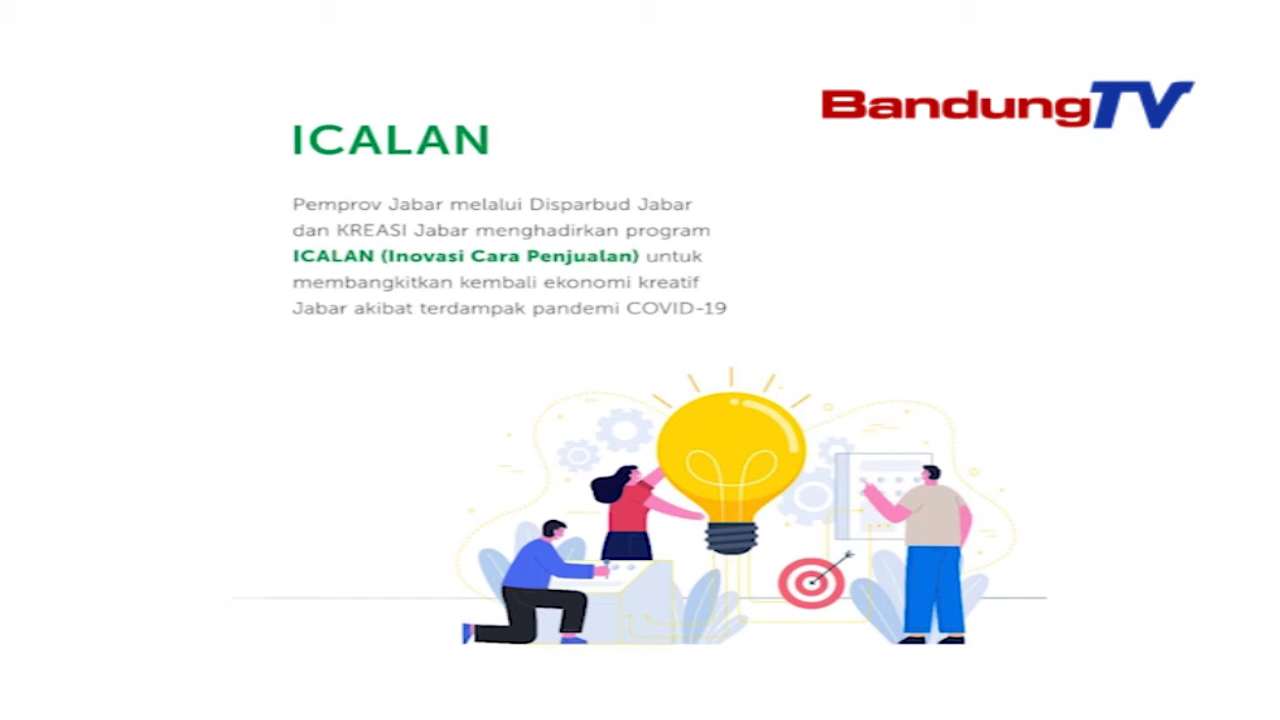 BandungTV
ICALAN
Pemprov Jabar melalui Disparbud Jabar
dan KREASI Jabar menghadirkan program
ICALAN (Inovasi Cara Penjualan) untuk
membangkitkan kembali ekonomi kreatif
Jabar akibat terdampak pandemi COVID-19